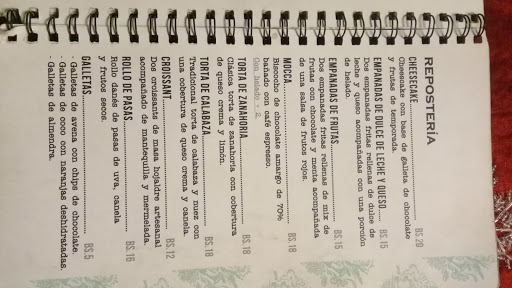 REPOSTERÍA
CHEESECAKE BS.20
Cheesecake con base de galleta de chocolate
y frutas de temporada.
EMPANADAS DE DULCE DE LECHE Y QUESO BS.15
Dos empanadas fritas rellenas de dulce de
leche y queso acompañadas con una porción
de helado.
EMPANADAS DE FRUTAS BS.15
Dos empanadas fritas rellenas de mix de
frutas con chocolate y menta acompañada
de una salsa de frutos rojos.
MOCCA BS.18
Biscocho de chocolate amargo de 70%
bañado con café espresso.
Con helado + 2.
TORTA DE ZANAHORIA BS.18
Clásica torta de zanahoria con cobertura
de queso crema y limón.
TORTA DE CALABAZA BS.18
Tradicional torta de calabaza y nuez con
una cobertura de queso crema y canela.
CROISSANT BS.12
Dos croissants de masa hojaldre artesanal
acompañado de mantequilla y mermelada.
ROLLO DE PASAS BS.16
Rollo danés de pasas de uva, canela
y frutos secos.
GALLETAS BS.5
· Galletas de avena con chips de chocolate.
· Galletas de coco con naranjas deshidratadas.
· Galletas de almendra.